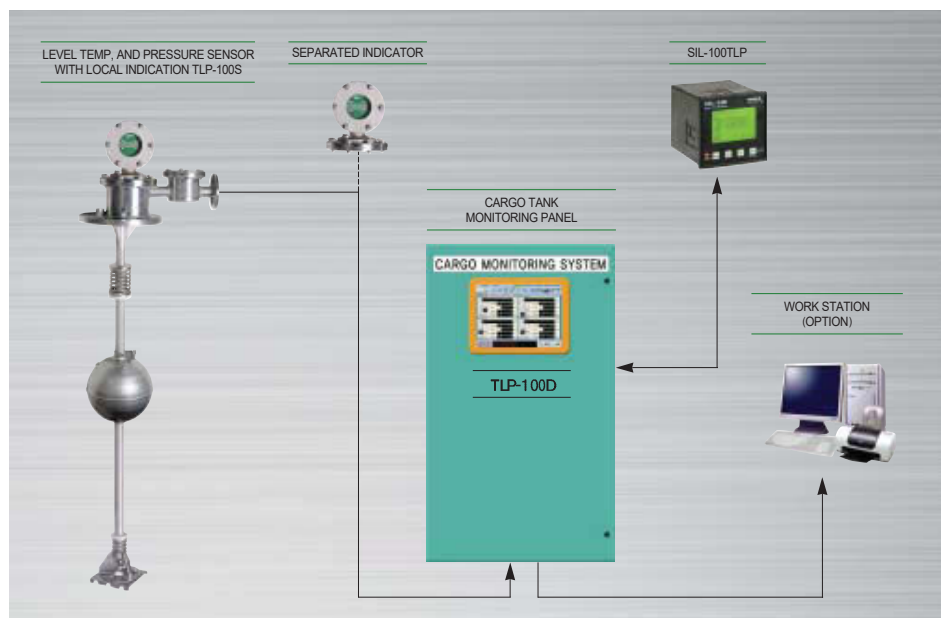 LEVEL TEMP, AND PRESSURE SENSOR
WITH LOCAL INDICATION TLP-100S
SEPARATED INDICATOR
SIL-100TLP
CARGO TANK
MONITORING PANEL
CARGO MONITORING SYSTEM
TLP-100D
WORK STATION
(OPTION)